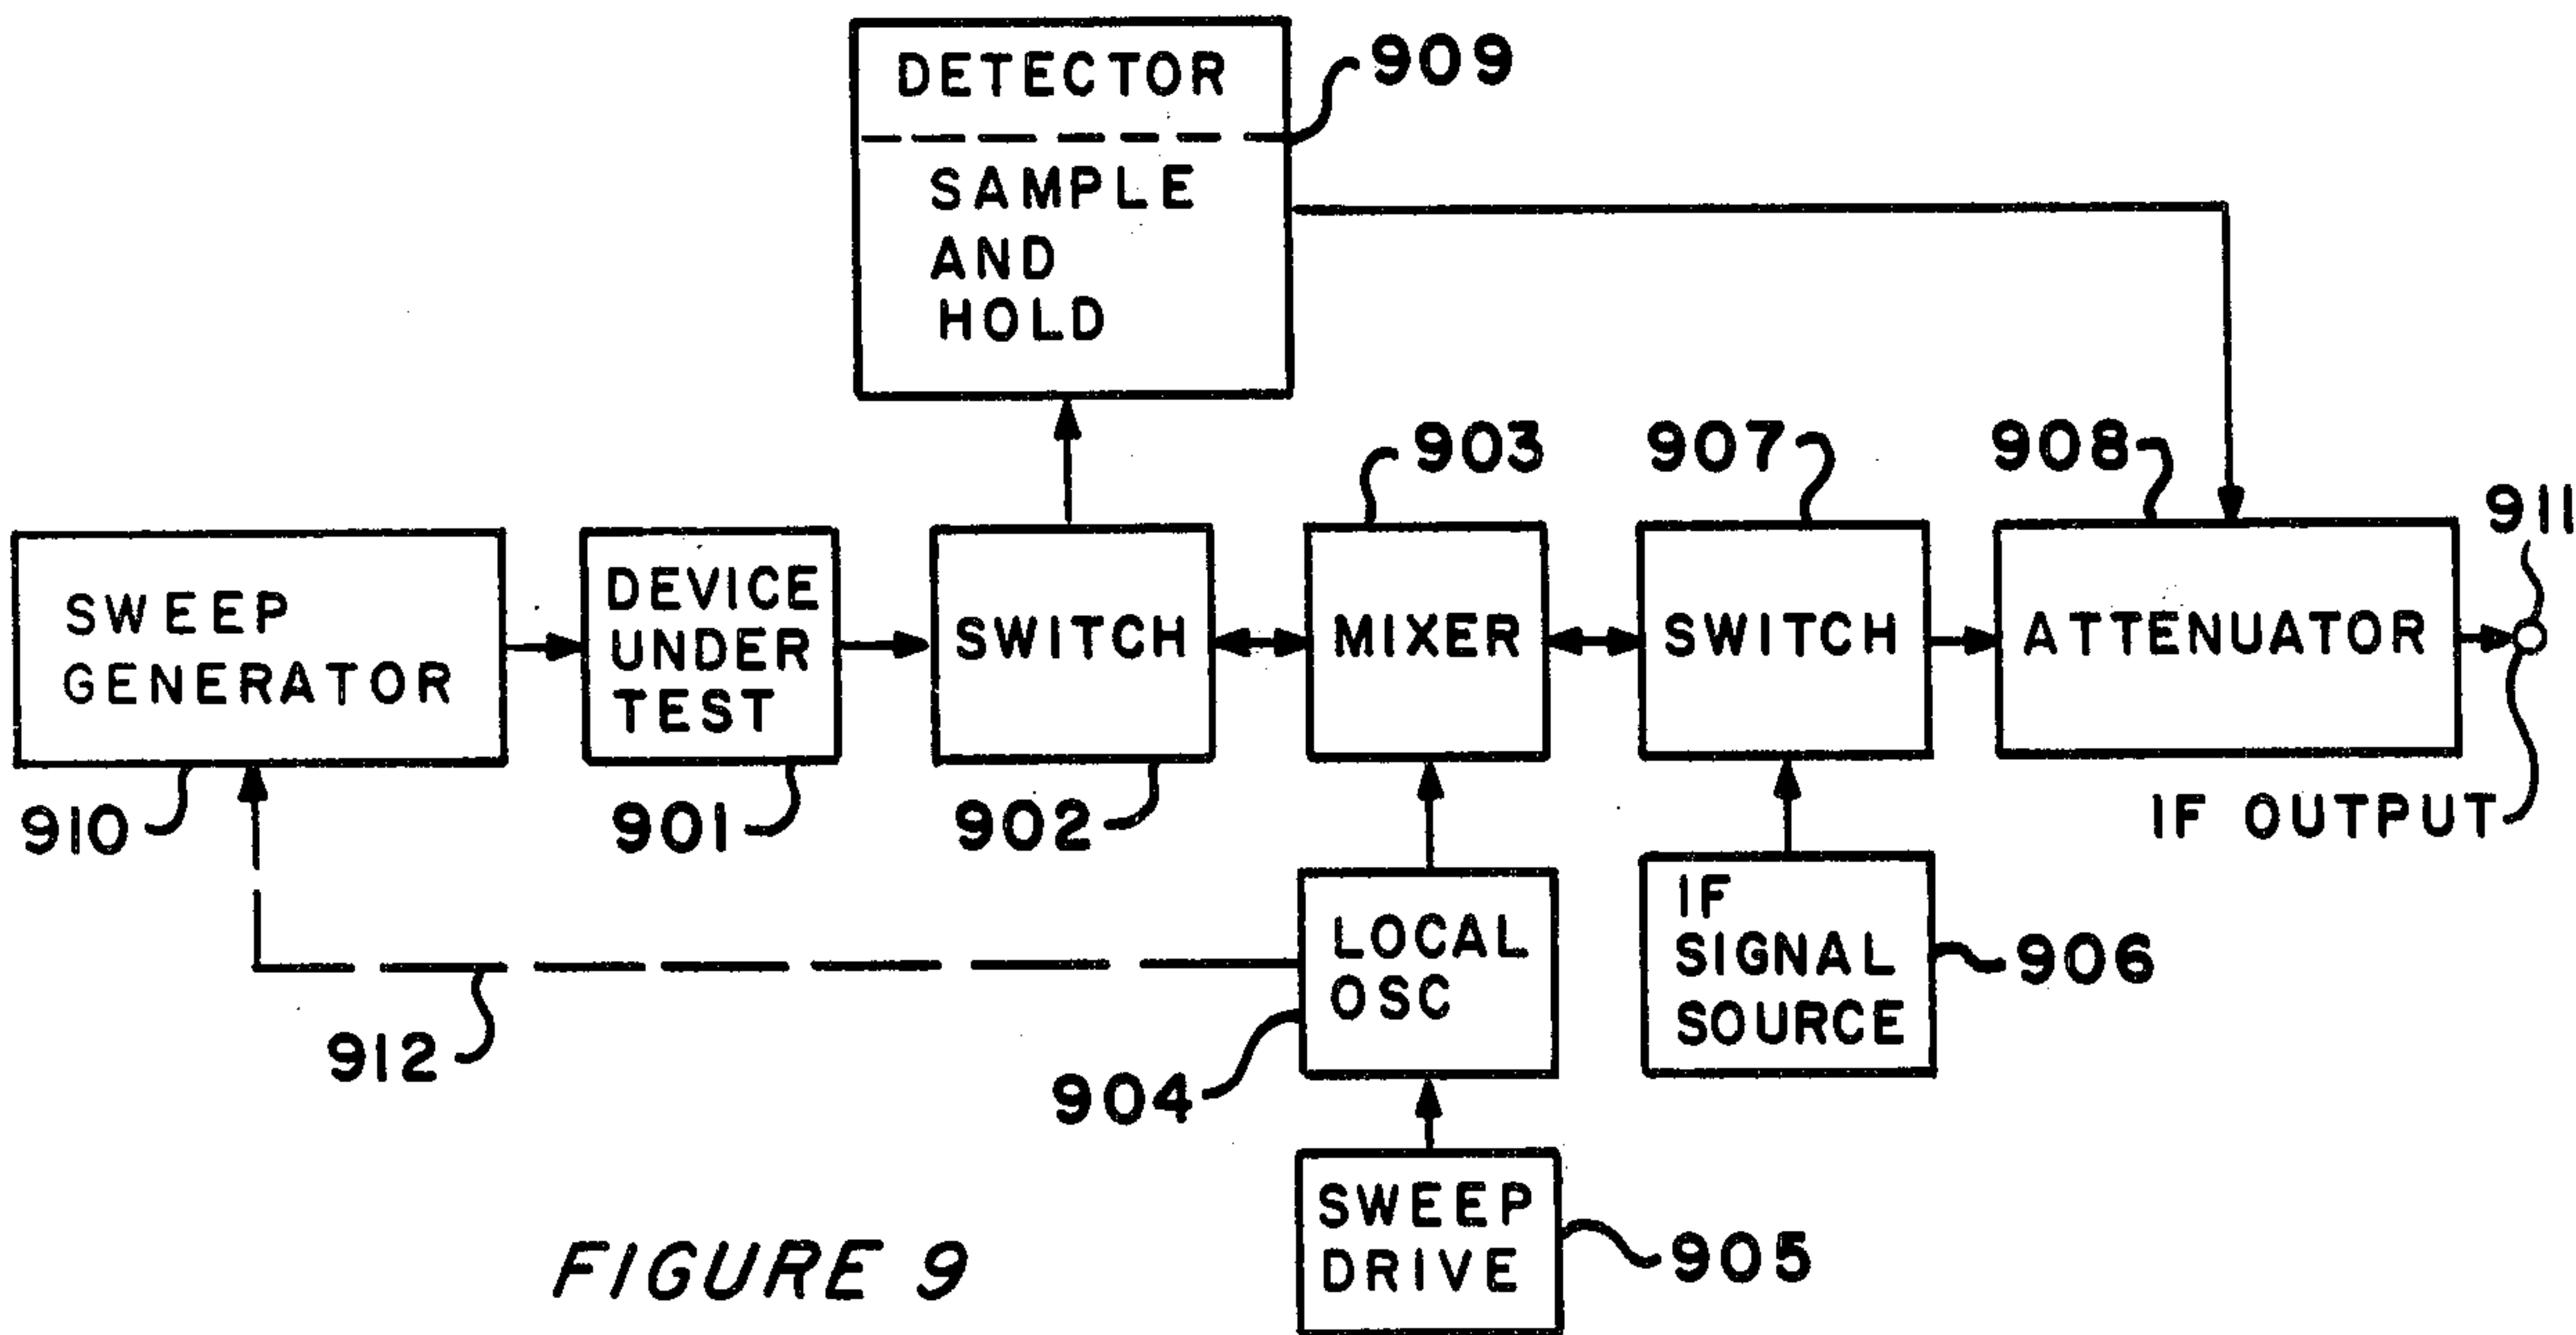 DETECTOR
909
SAMPLE
AND
HOLD
903
907
908
911
SWEEP
GENERATOR
DEVICE
UNDER
TEST
SWITCH
MIXER
SWITCH
ATTENUATOR
910
901
902
IF OUTPUT
LOCAL
OSC
IF
SIGNAL
SOURCE
906
912
904
SWEEP
DRIVE
905
FIGURE 9